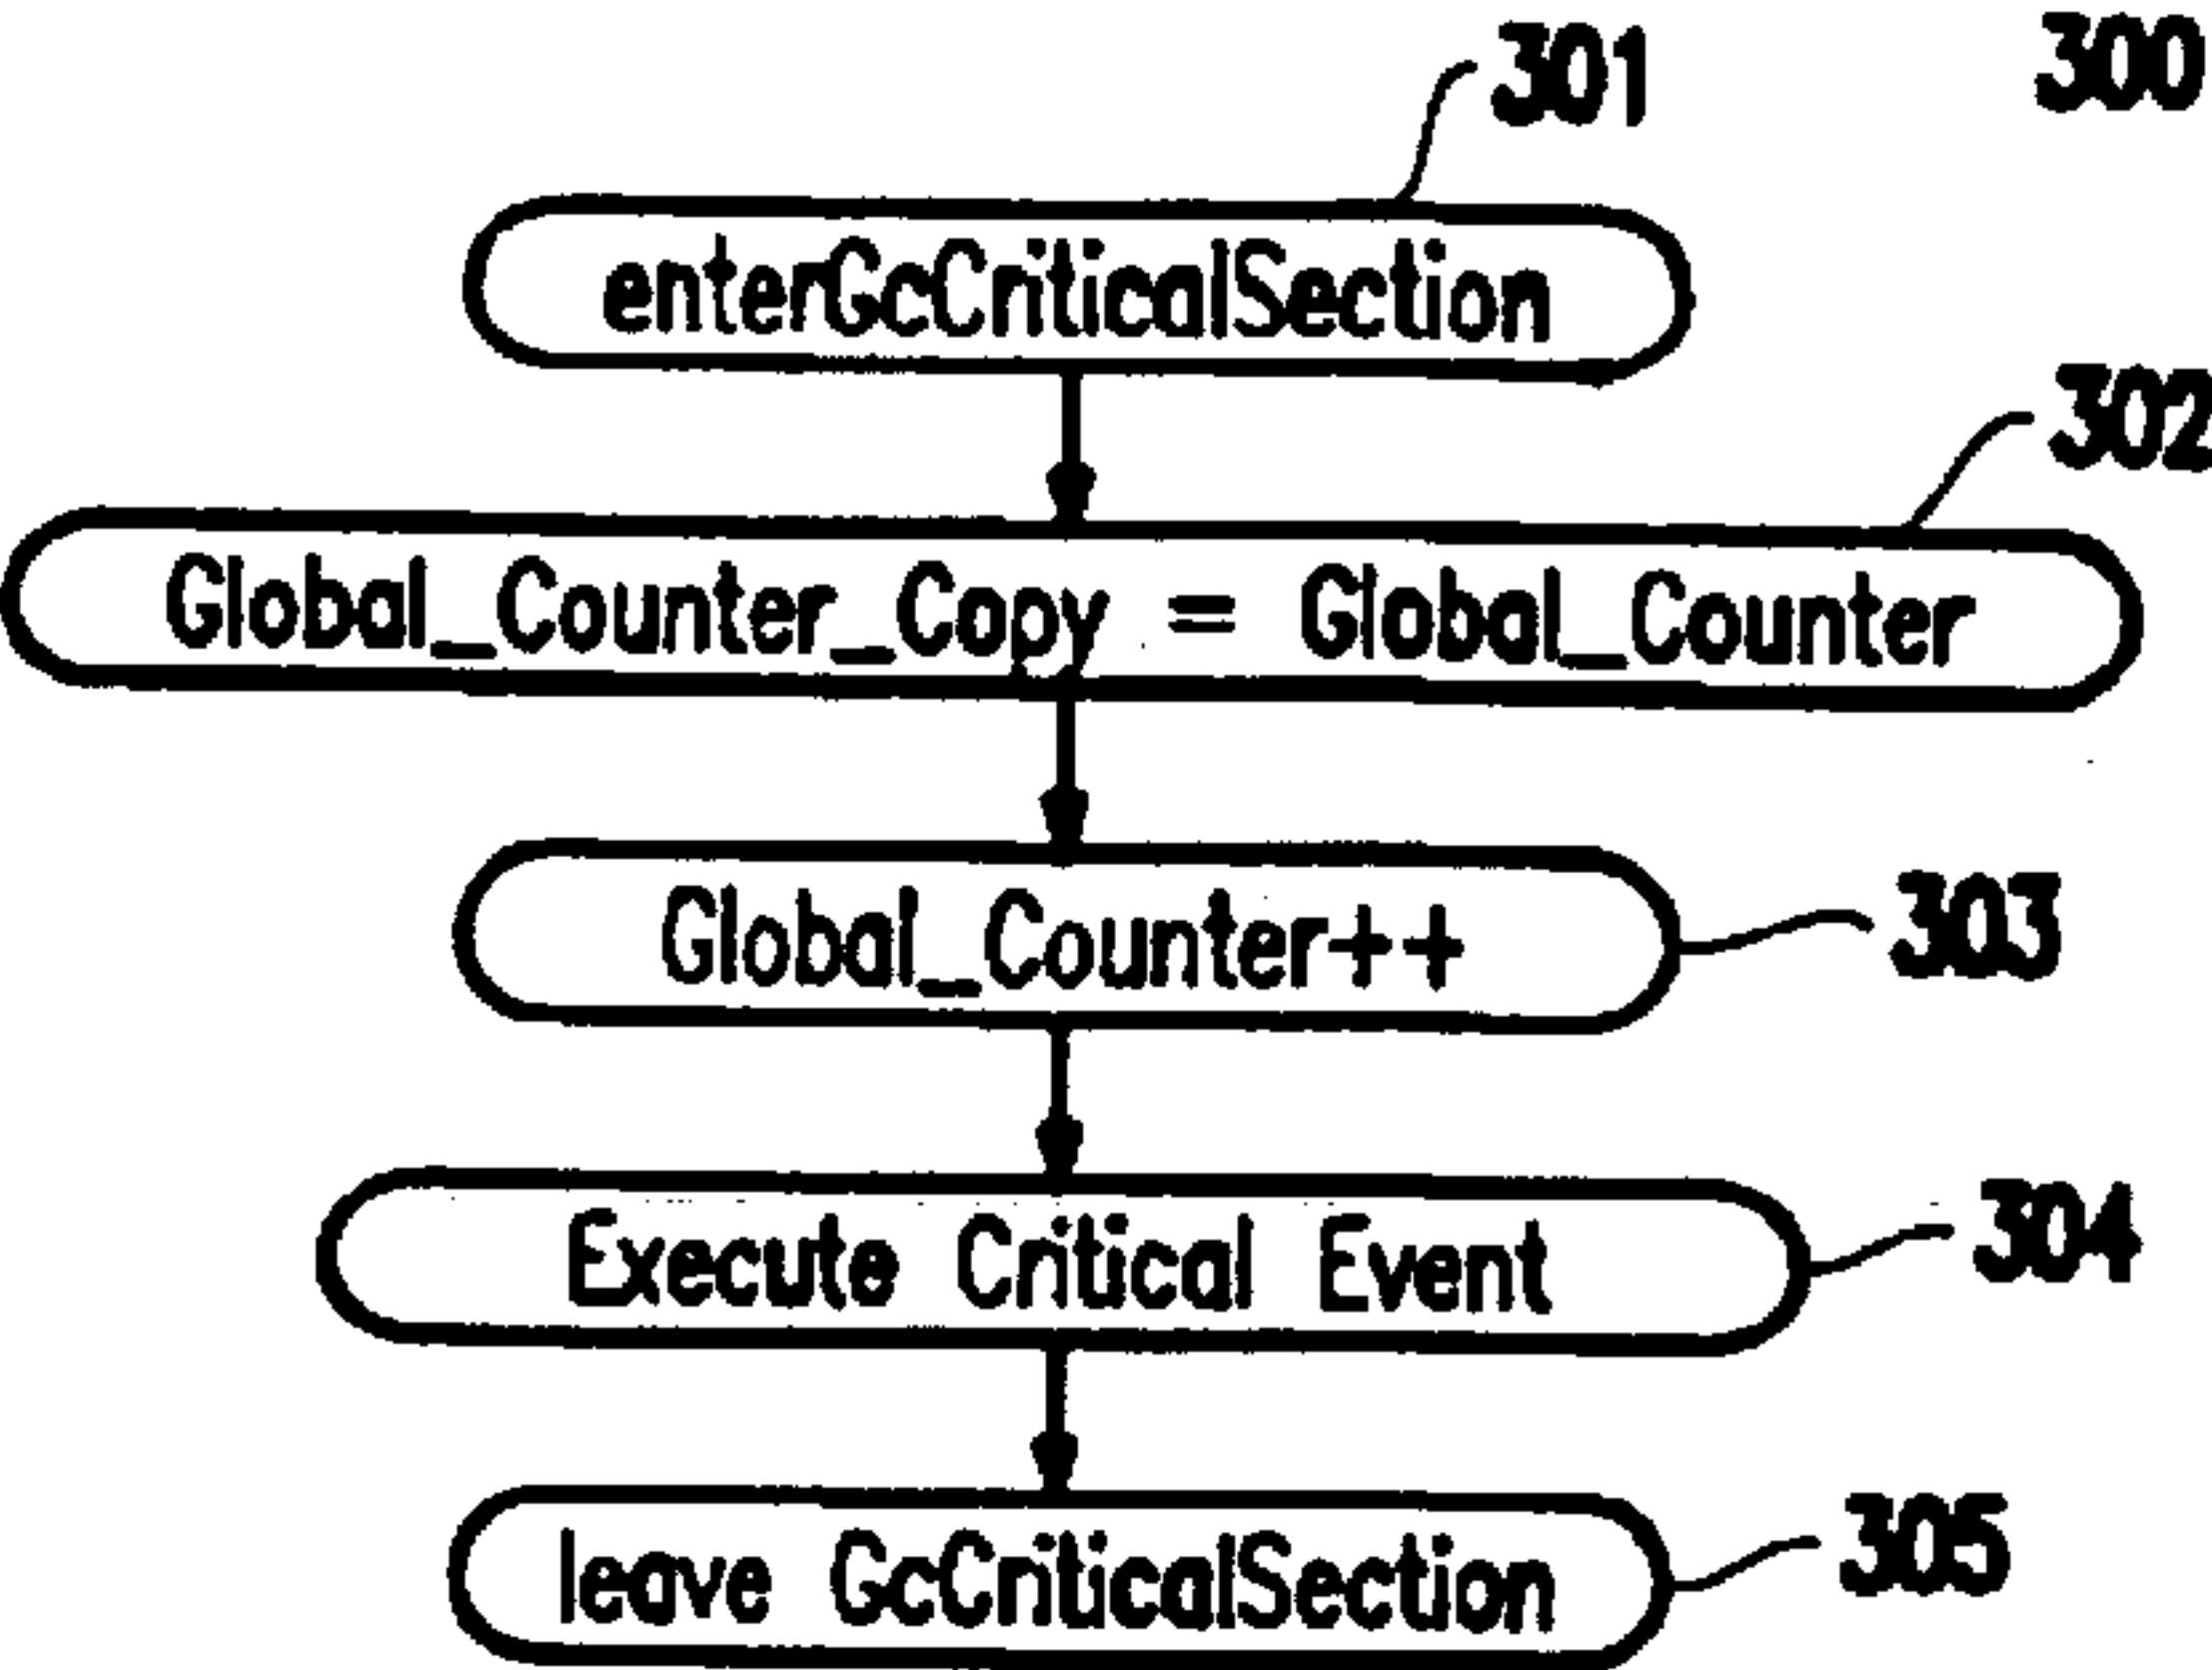 301
300
enterGcCriticalSection
302
Global_Counter_Copy = Global_Counter
Global_Counter++
303
Execute Critical Event
304
leave GcCriticalSection
305